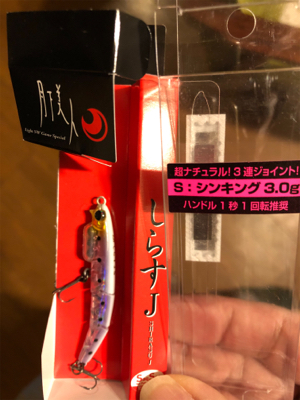 月下美人
Light SW Game Special
しらすJ
超ナチュラル!3連ジョイント!
S:シンキング 3.0g
ハンドル1秒1回転推奨